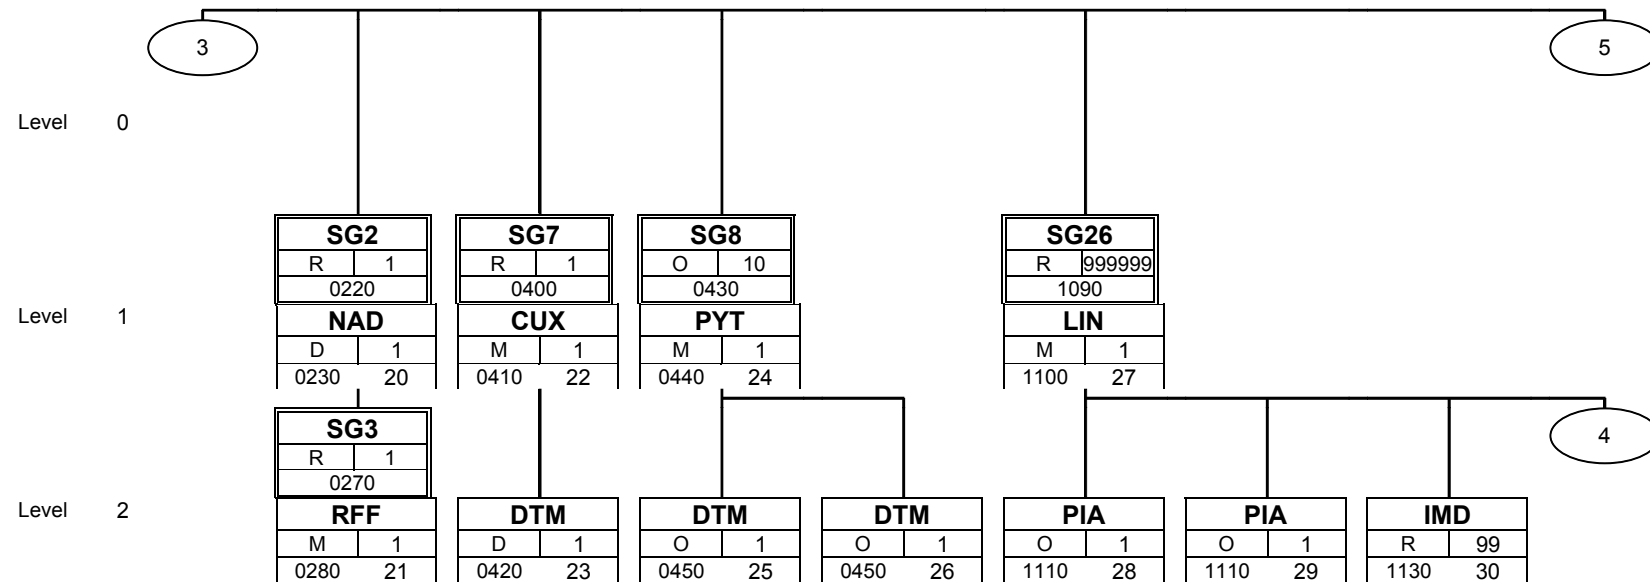 3 5
Level 0
SG2 SG7 SG8 SG26
R 1 R 1 O 10 R 999999
0220 0400 0430 1090
Level 1
NAD CUX PYT LIN
D 1 M 1 M 1 M 1
0230 20 0410 22 0440 24 1100 27
SG3
R 1
0270
4
Level 2
RFF DTM DTM DTM PIA PIA IMD
M 1 D 1 O 1 O 1 O 1 O 1 R 99
0280 21 0420 23 0450 25 0450 26 1110 28 1110 29 1130 30